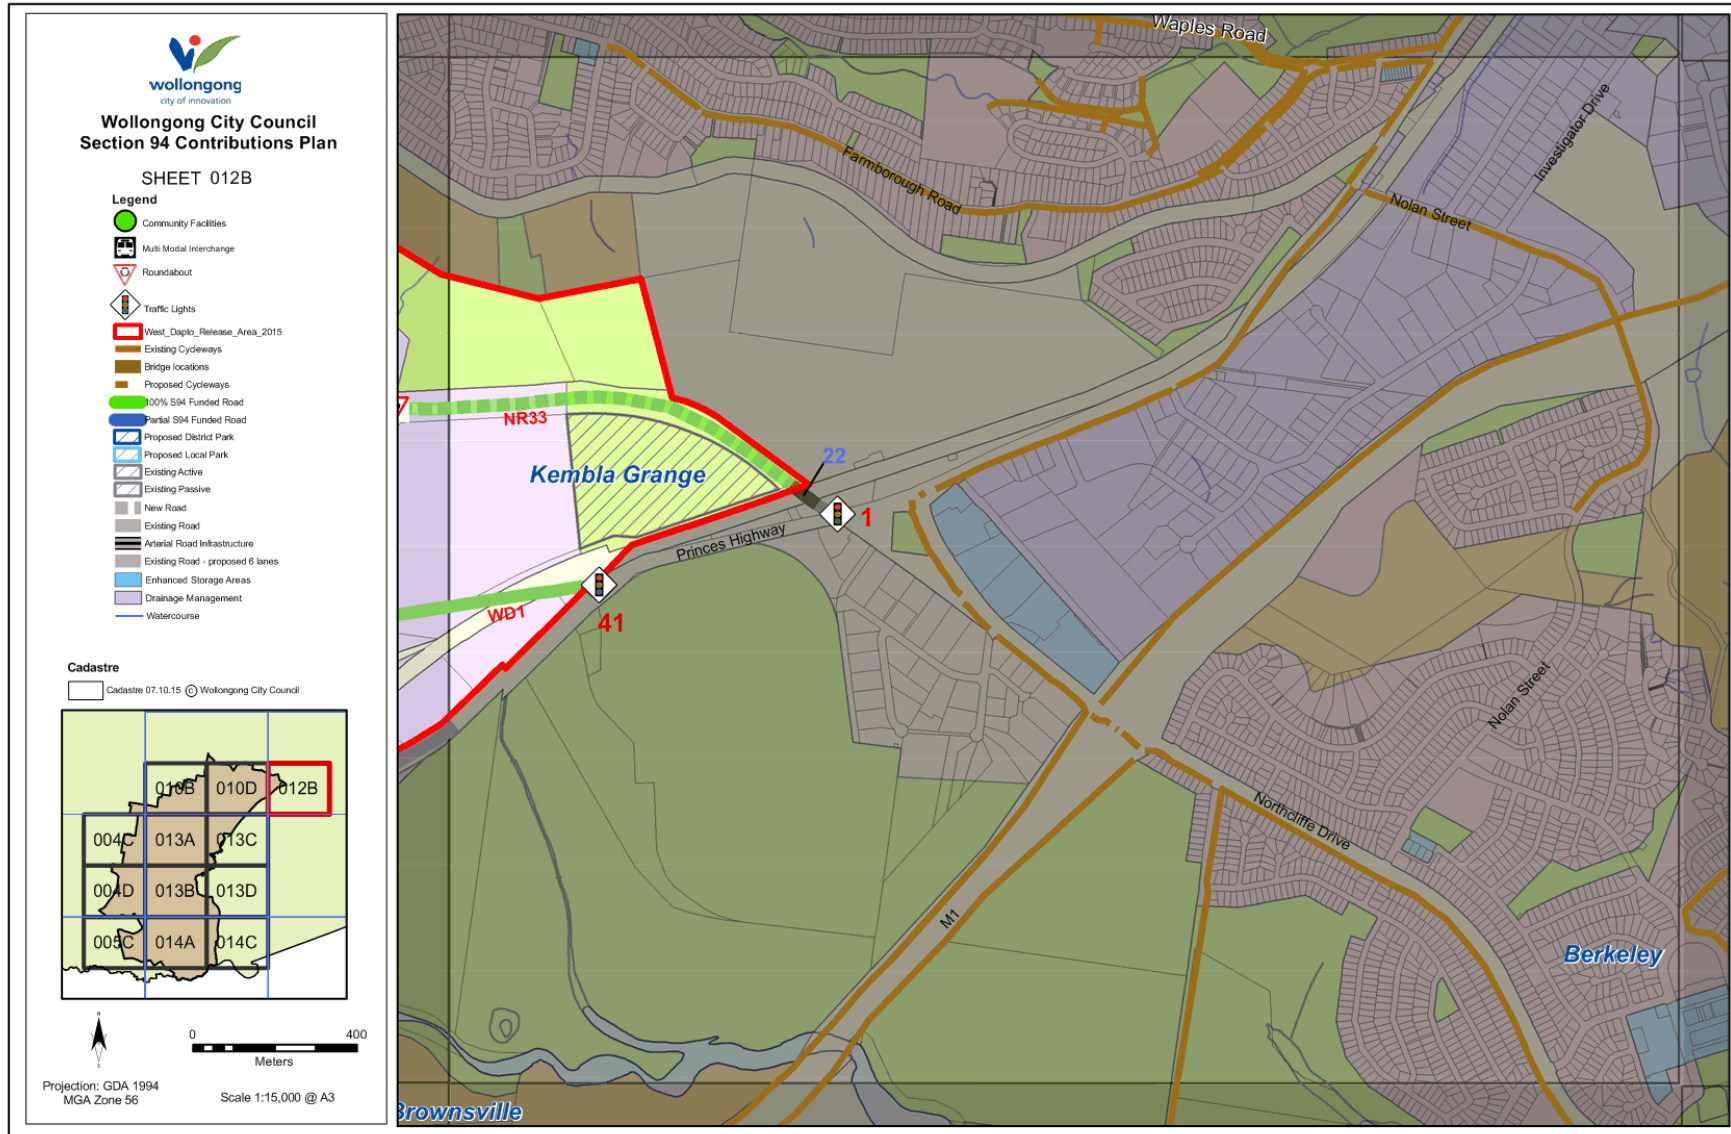 wollongong
city of innovation
Wollongong City Council
Section 94 Contributions Plan
SHEET 012B
Legend
Community Facilities
Multi Modal Interchange
Roundabout
Traffic Lights
West_Dapto_Release_Area_2015
Existing Cycleways
Bridge locations
Proposed Cycleways
100% S94 Funded Road
Partial S94 Funded Road
Proposed District Park
Proposed Local Park
Existing Active
Existing Passive
New Road
Existing Road
Arterial Road Infrastructure
Existing Road - proposed 6 lanes
Enhanced Storage Areas
Drainage Management
Watercourse
Cadastre
Cadastre 07.10.15 © Wollongong City Council
010B 010D 012B
004C 013A 013C
004D 013B 013D
005C 014A 014C
N
S
0 400
Meters
Projection: GDA 1994
MGA Zone 56
Scale 1:15,000 @ A3
Waples Road
Investigator Drive
Farmborough Road
Nolan Street
NR33
Kembla Grange
22
1
Princes Highway
WD1
41
Nolan Street
Northcliffe Drive
M1
Berkeley
Brownsville